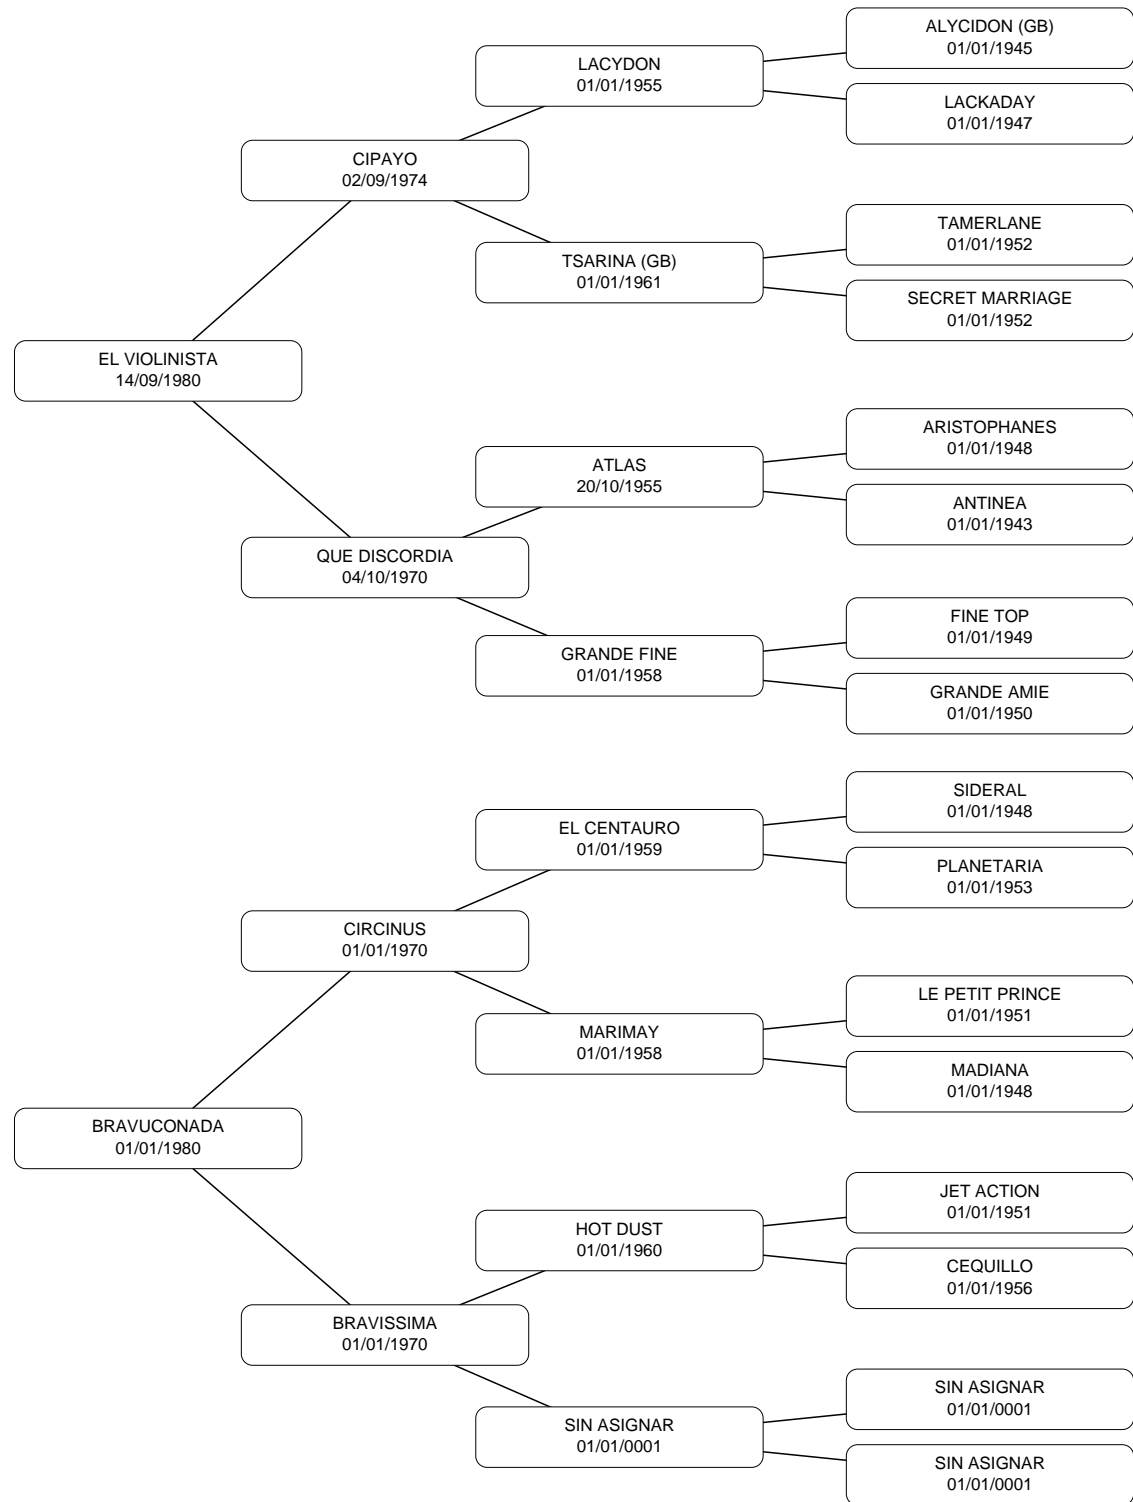 ALYCIDON (GB)
01/01/1945
LACYDON
01/01/1955
LACKADAY
01/01/1947
CIPAYO
02/09/1974
TAMERLANE
01/01/1952
TSARINA (GB)
01/01/1961
SECRET MARRIAGE
01/01/1952
EL VIOLINISTA
14/09/1980
ARISTOPHANES
01/01/1948
ATLAS
20/10/1955
ANTINEA
01/01/1943
QUE DISCORDIA
04/10/1970
FINE TOP
01/01/1949
GRANDE FINE
01/01/1958
GRANDE AMIE
01/01/1950
SIDERAL
01/01/1948
EL CENTAURO
01/01/1959
PLANETARIA
01/01/1953
CIRCINUS
01/01/1970
LE PETIT PRINCE
01/01/1951
MARIMAY
01/01/1958
MADIANA
01/01/1948
BRAVUCONADA
01/01/1980
JET ACTION
01/01/1951
HOT DUST
01/01/1960
CEQUILLO
01/01/1956
BRAVISSIMA
01/01/1970
SIN ASIGNAR
01/01/0001
SIN ASIGNAR
01/01/0001
SIN ASIGNAR
01/01/0001